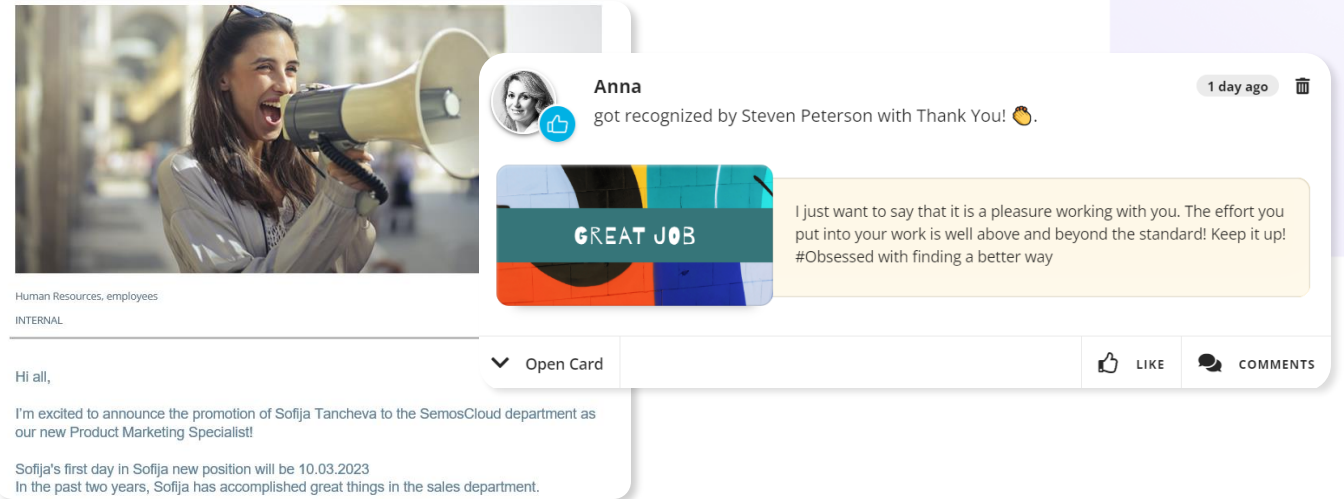 Anna
1 day ago
got recognized by Steven Peterson with Thank You! 👏.
GREAT JOB
I just want to say that it is a pleasure working with you. The effort you
put into your work is well above and beyond the standard! Keep it up!
#Obsessed with finding a better way
Open Card
LIKE
COMMENTS
Human Resources, employees
INTERNAL
Hi all,
I'm excited to announce the promotion of Sofija Tancheva to the SemosCloud department as
our new Product Marketing Specialist!
Sofija's first day in Sofija new position will be 10.03.2023
In the past two years, Sofija has accomplished great things in the sales department.